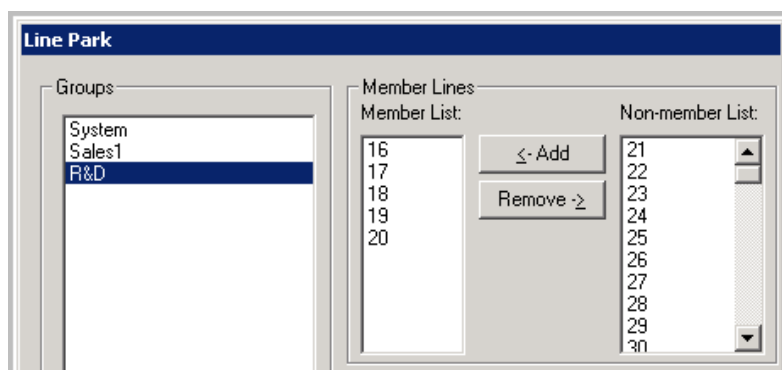 Line Park
Groups
System
Sales1
R&D
Member Lines
Member List:
16
17
18
19
20
<- Add
Remove ->
Non-member List:
21
22
23
24
25
26
27
28
29
30